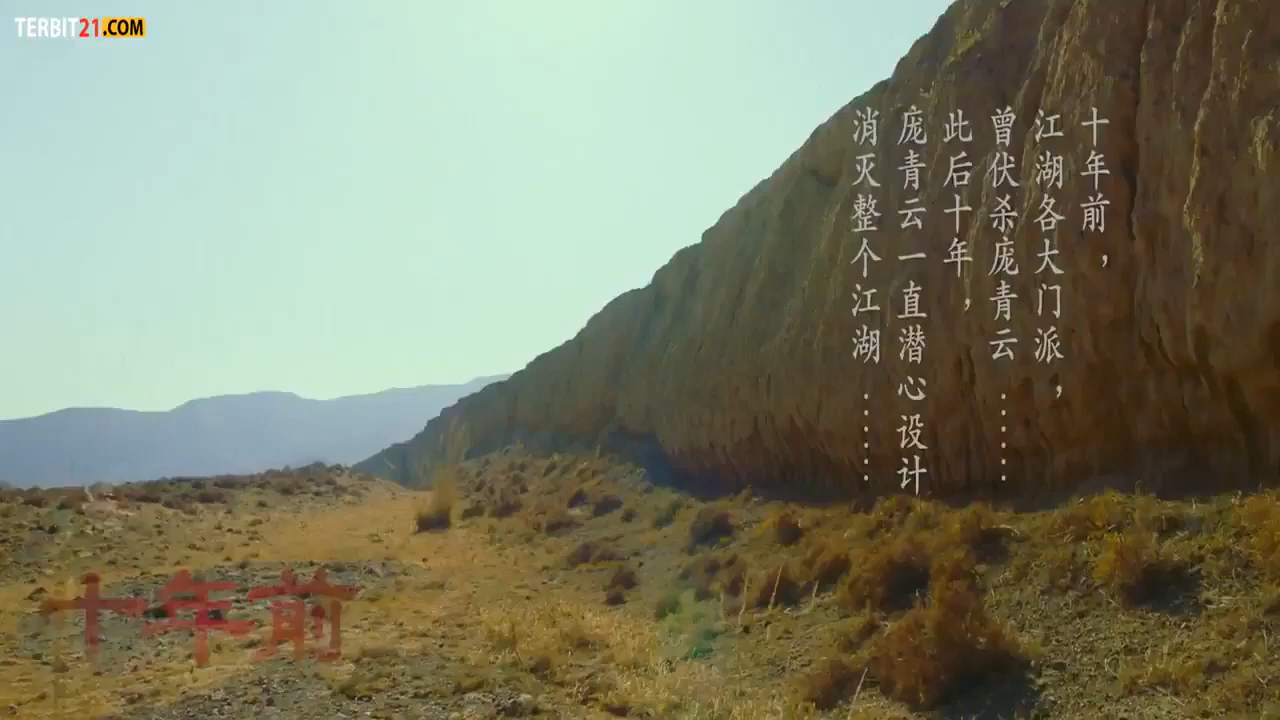 TERBIT21.COM
十年前，
江湖各大门派，
曾伏杀庞青云……
此后十年，
庞青云一直潜心设计
消灭整个江湖……
十年前